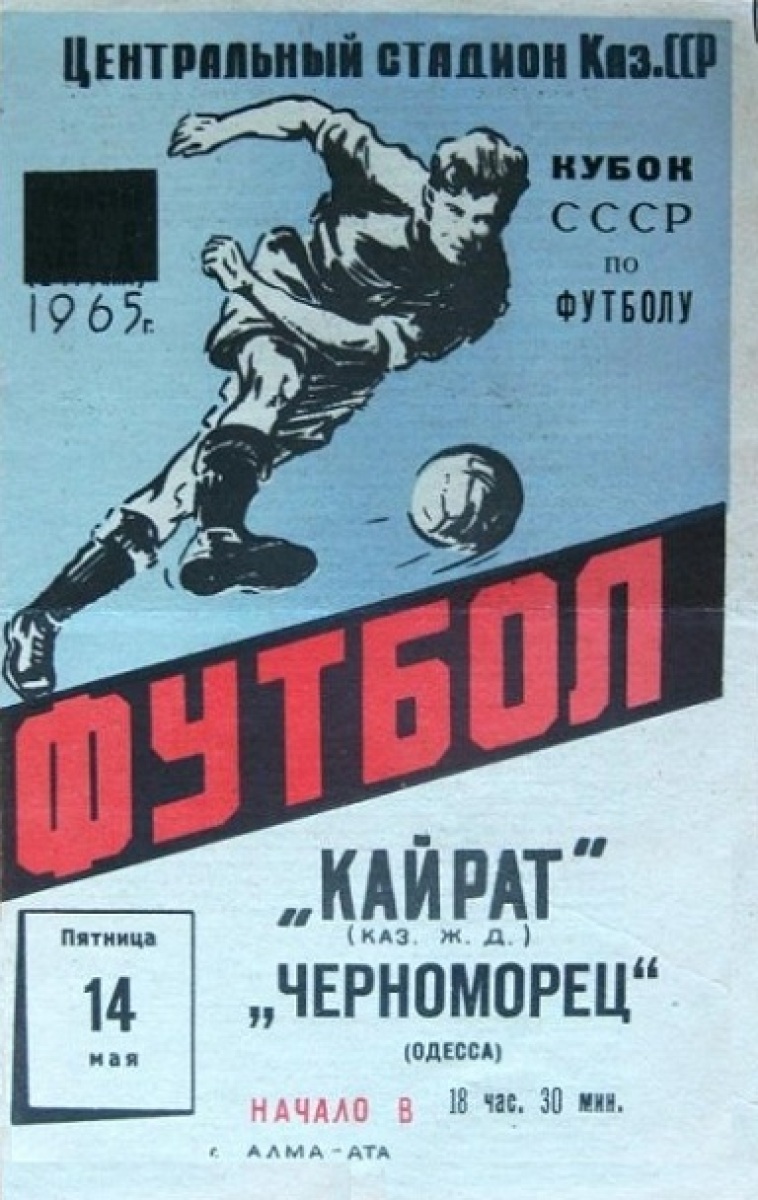 Центральный стадион Каз.ССР
КУБОК
СССР
по
ФУТБОЛУ
1965 г.
ФУТБОЛ
„КАЙРАТ"
(КАЗ. Ж. Д.)
„ЧЕРНОМОРЕЦ"
(ОДЕССА)
Пятница
14
мая
НАЧАЛО В 18 час. 30 мин.
г. АЛМА-АТА